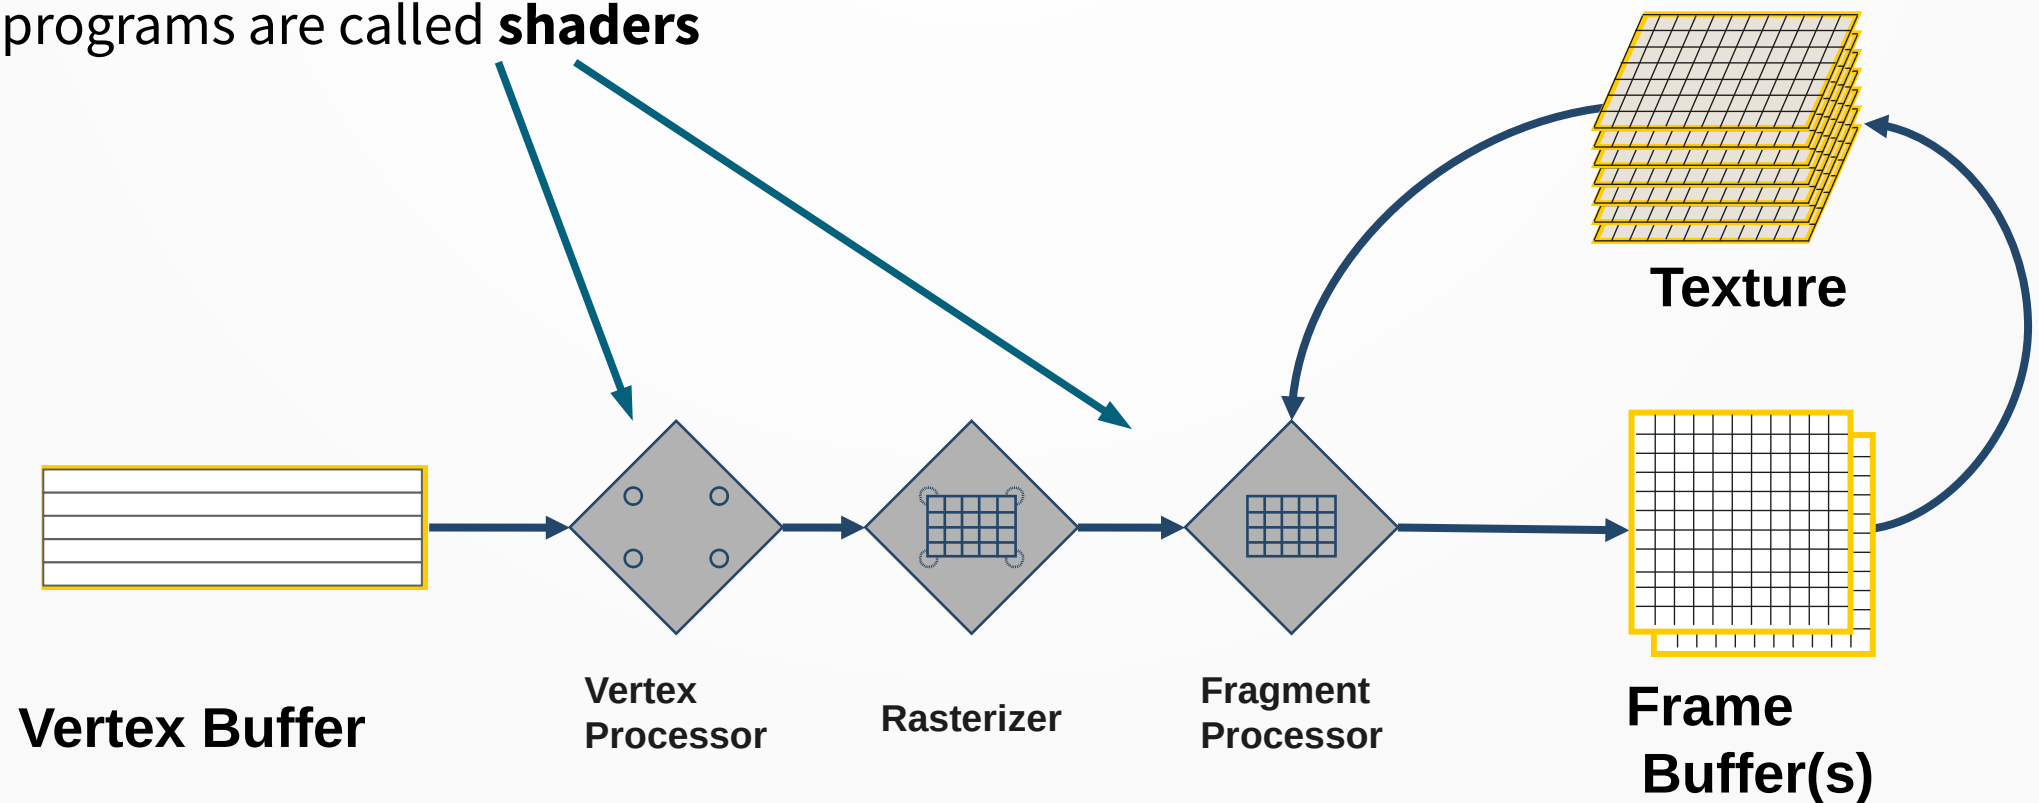 programs are called shaders
Texture
Vertex Buffer
Vertex
Processor
Rasterizer
Fragment
Processor
Frame
Buffer(s)